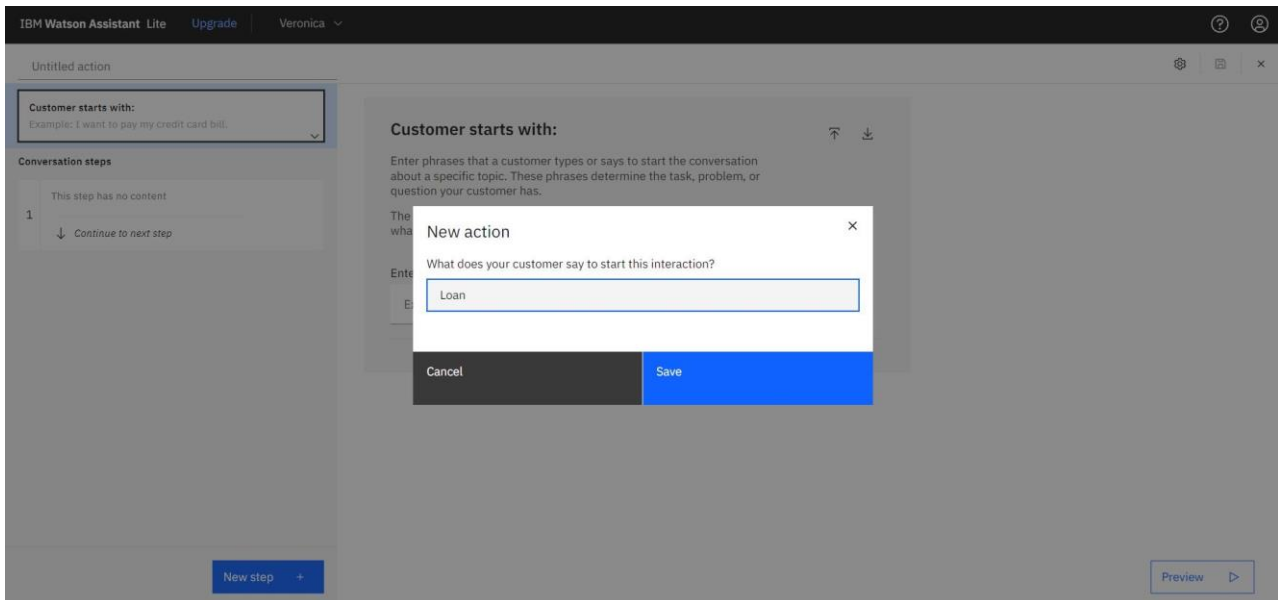 IBM Watson Assistant Lite Upgrade Veronica
Untitled action
Customer starts with:
Example: I want to pay my credit card bill.
Conversation steps
1
This step has no content
Continue to next step
New step +
Customer starts with:
Enter phrases that a customer types or says to start the conversation
about a specific topic. These phrases determine the task, problem, or
question your customer has.
The
wha
Ente
New action
What does your customer say to start this interaction?
Loan
Cancel Save
Preview